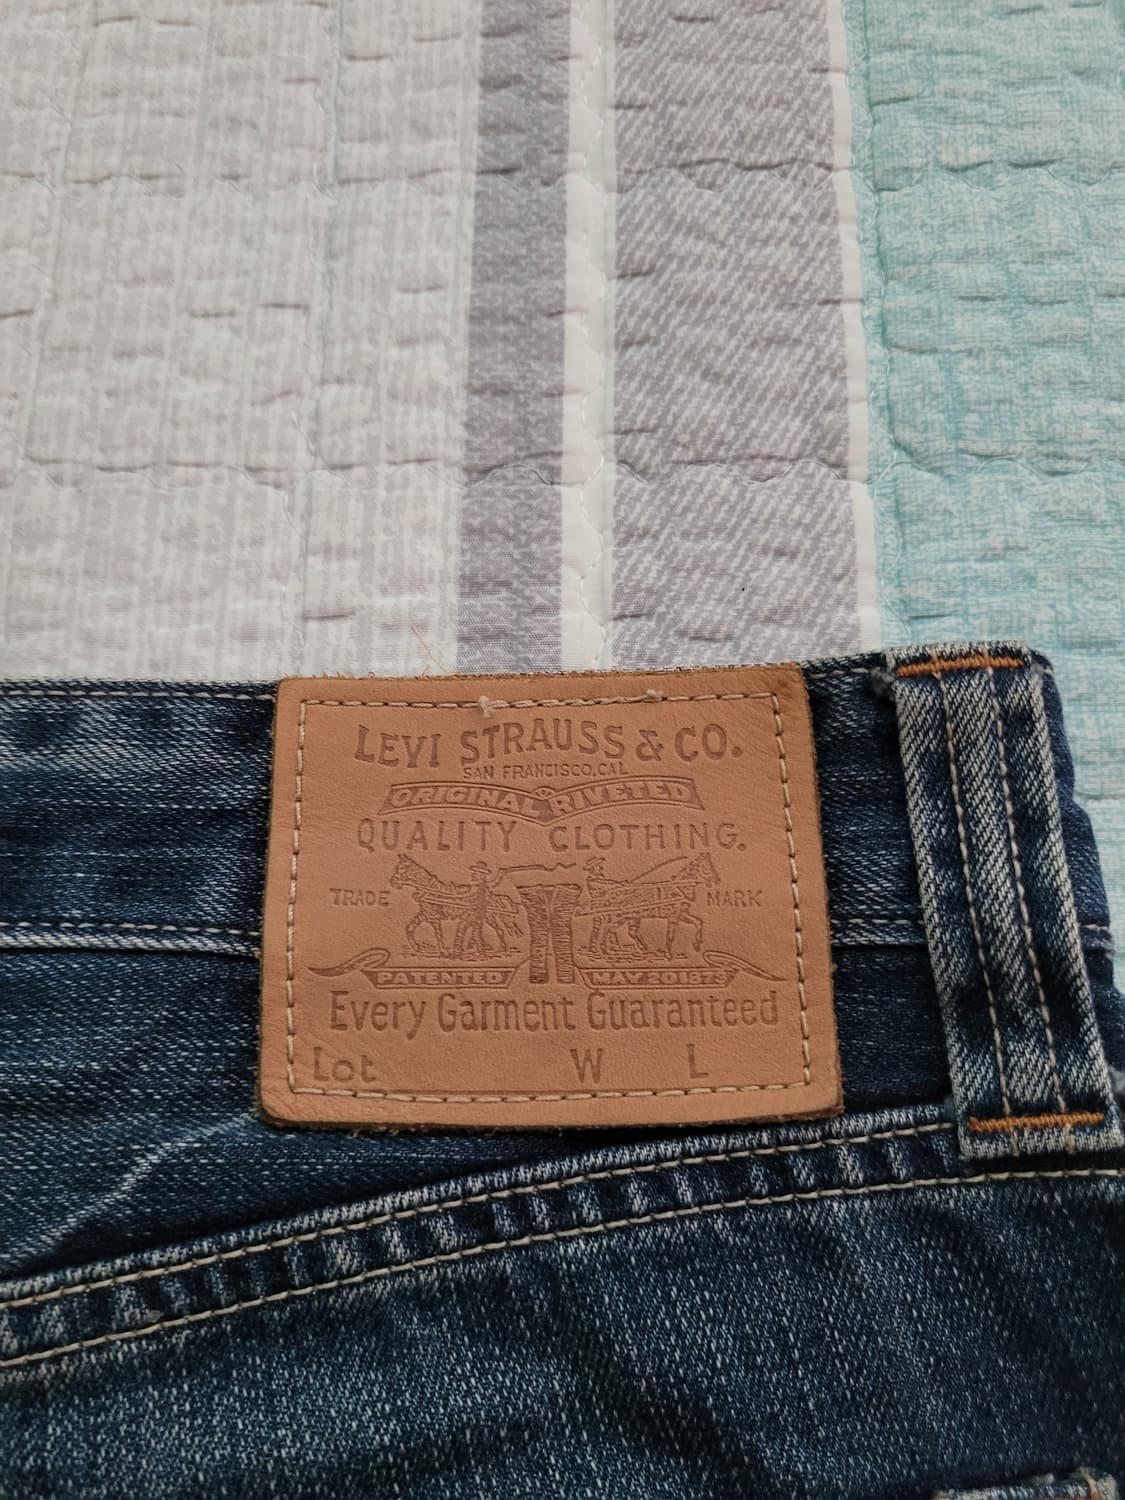 LEVI STRAUSS & CO.
SAN FRANCISCO, CAL
ORIGINAL RIVETED
QUALITY CLOTHING.
TRADE MARK
PATENTED MAY 20 1873
Every Garment Guaranteed
Lot W L